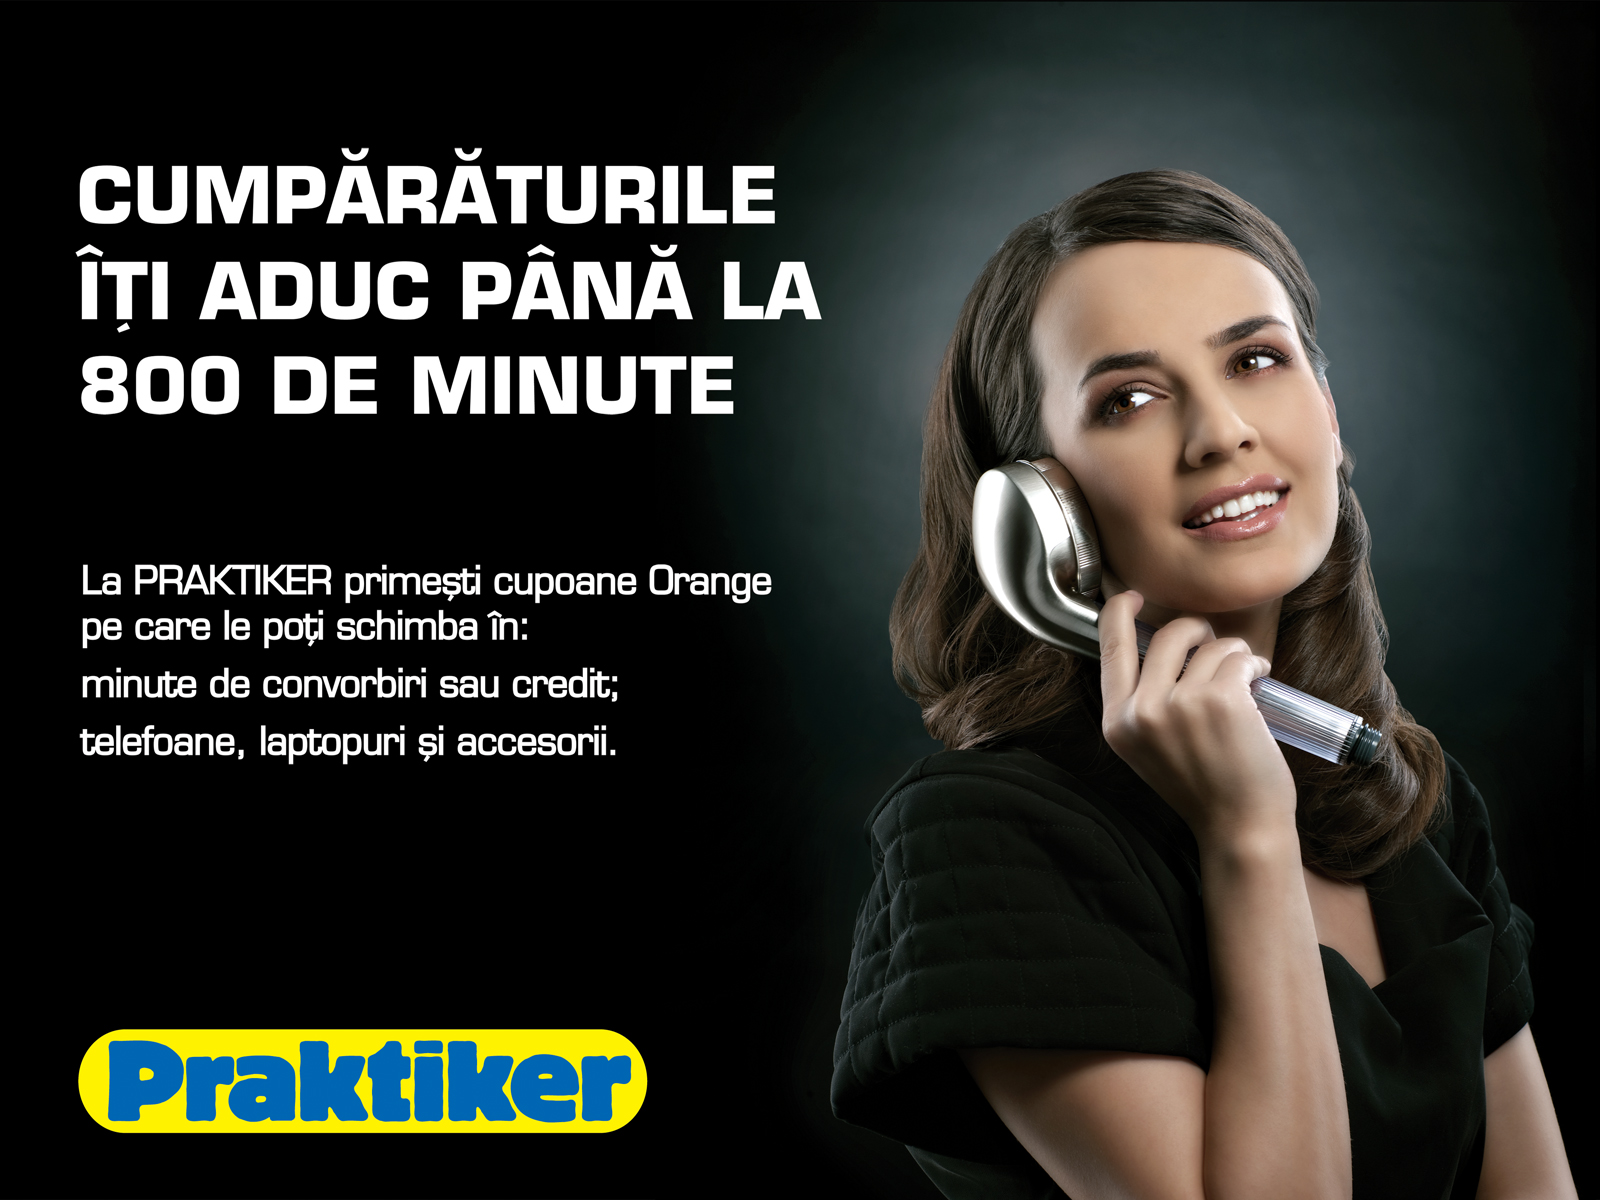 CUMPĂRĂTURILE
ÎȚI ADUC PÂNĂ LA
800 DE MINUTE
La PRAKTIKER primești cupoane Orange
pe care le poți schimba în:
minute de convorbiri sau credit;
telefoane, laptopuri și accesorii.
Praktiker